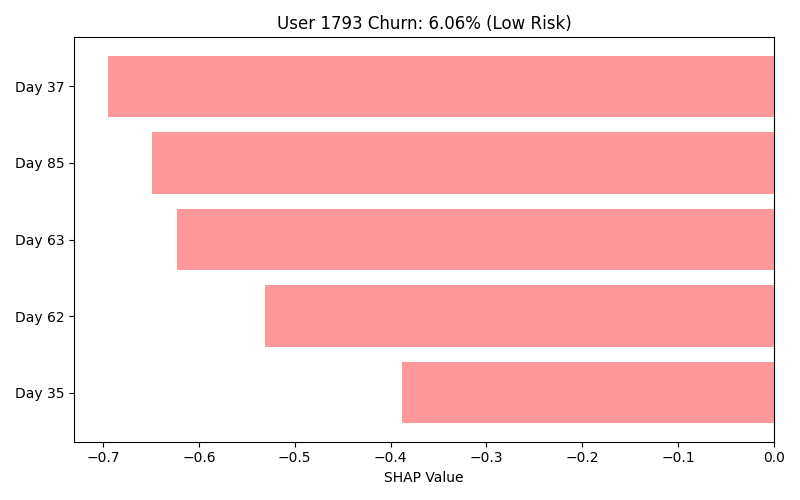 User 1793 Churn: 6.06% (Low Risk)
Day 37
Day 85
Day 63
Day 62
Day 35
−0.7 −0.6 −0.5 −0.4 −0.3 −0.2 −0.1 0.0
SHAP Value